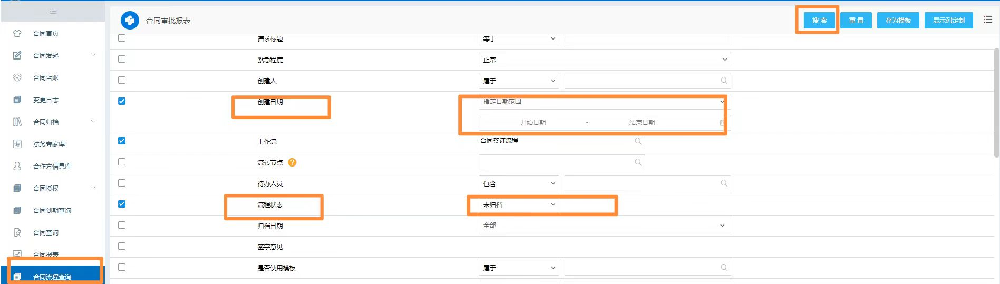 合同审批报表
搜 索
重 置
存为模板
显示列定制
合同首页
合同发起
合同台账
变更日志
合同归档
法务专家库
合作方信息库
合同授权
合同到期查询
合同查询
合同报表
合同流程查询
请求标题
等于
紧急程度
正常
创建人
属于
创建日期
指定日期范围
开始日期 ~ 结束日期
工作流
合同签订流程
流转节点 ?
待办人员
包含
流程状态
未归档
归档日期
全部
签字意见
是否使用模板
属于